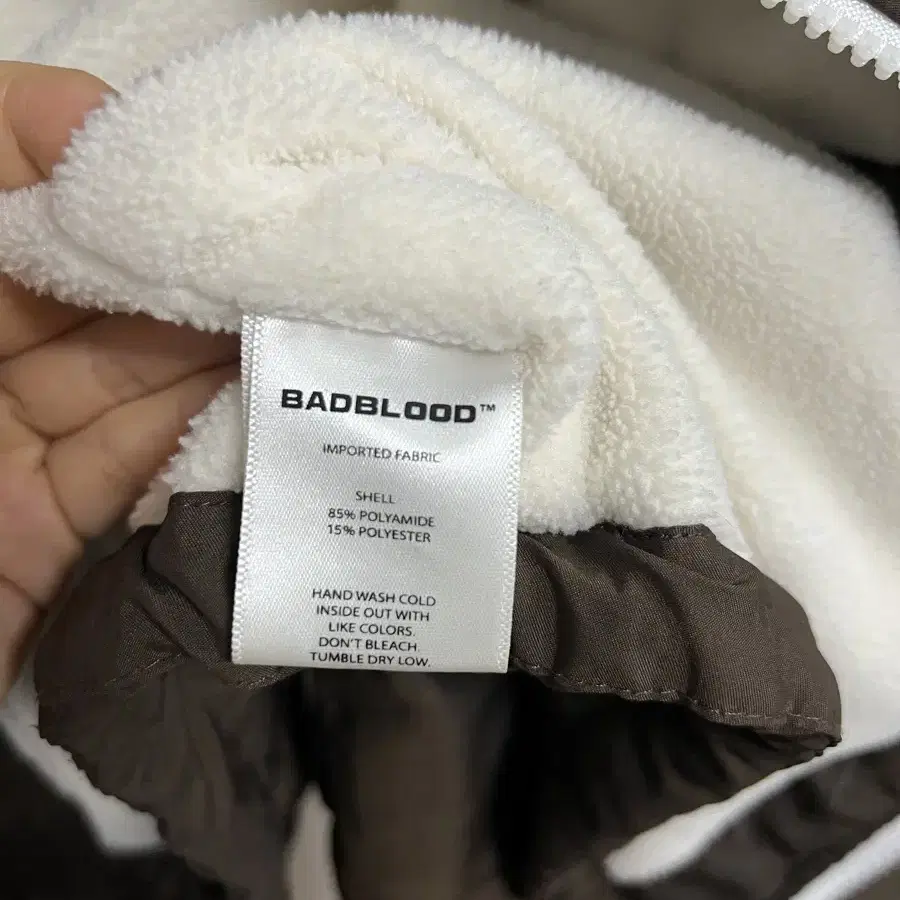 BADBLOOD™
IMPORTED FABRIC
SHELL
85% POLYAMIDE
15% POLYESTER
HAND WASH COLD
INSIDE OUT WITH
LIKE COLORS.
DON'T BLEACH.
TUMBLE DRY LOW.